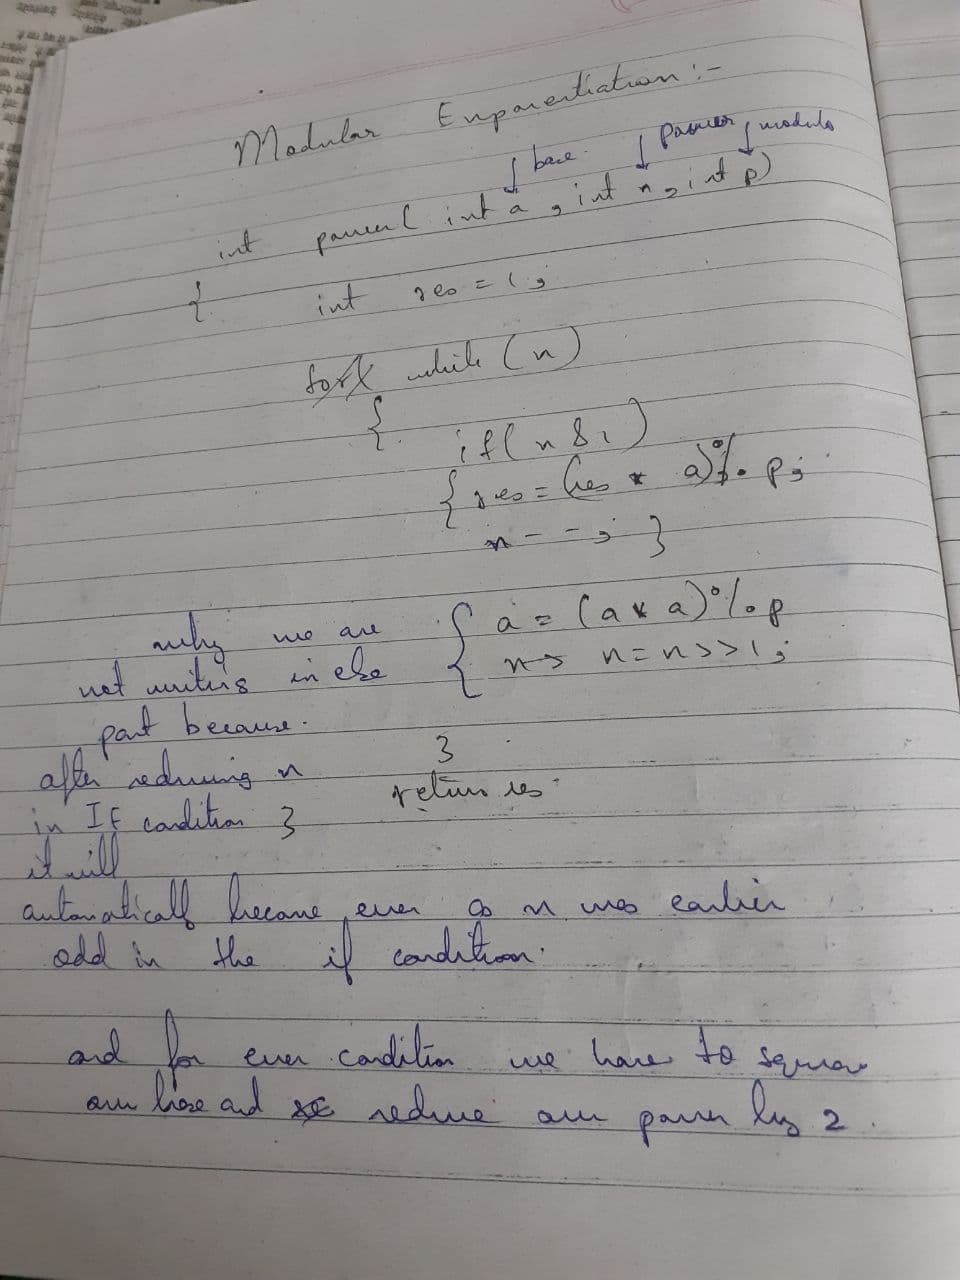 Modular Exponentiation :-
↓ base ↓ power ↓ modulo
int power( int a , int n , int p)
{ int res = 1 ;
for( while (n)
{
if( n & 1 )
{ res = (res * a)% p;
n - - ; }
{ a = (a * a)% p
n → n = n >> 1 ;
why we are
not writing in else
part because.
after reducing n
}
return res
in IF condition }
it will
automatically become even as n was earlier
odd in the if condition.
and for even condition we have to square
our base and reduce our power by 2 .